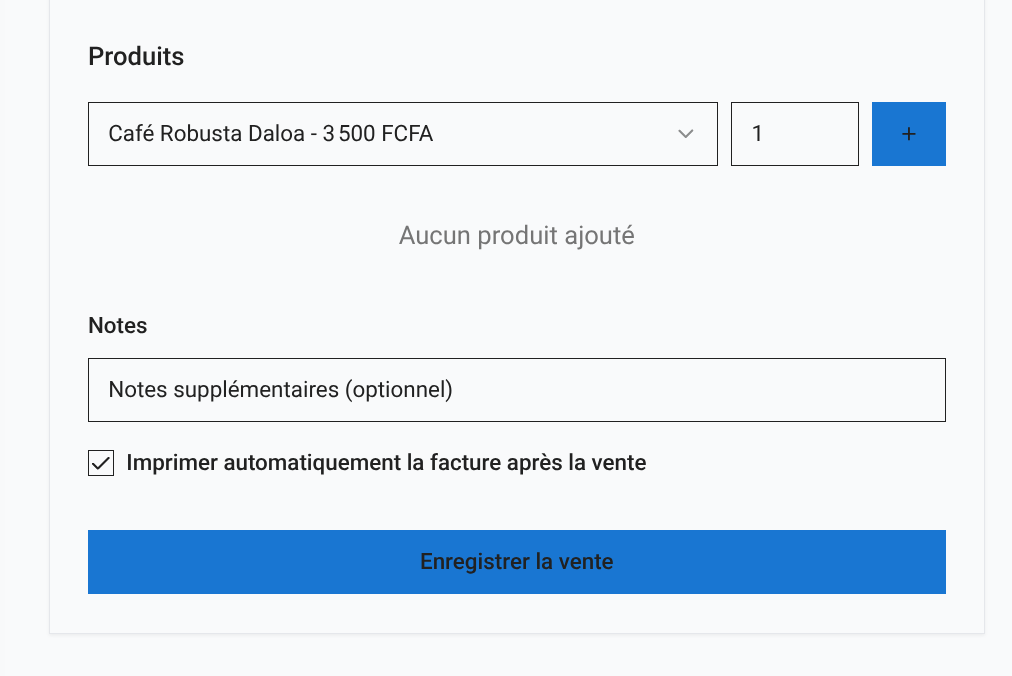 Produits
Café Robusta Daloa - 3 500 FCFA
1
+
Aucun produit ajouté
Notes
Notes supplémentaires (optionnel)
Imprimer automatiquement la facture après la vente
Enregistrer la vente